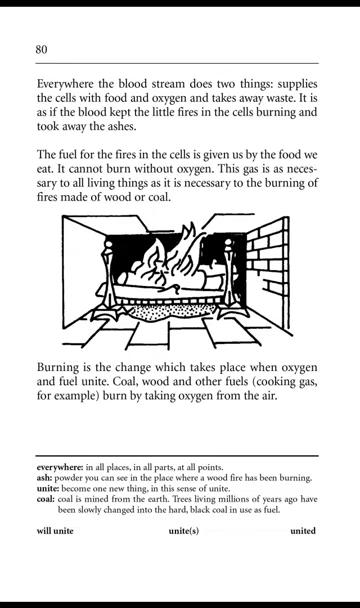 80
Everywhere the blood stream does two things: supplies
the cells with food and oxygen and takes away waste. It is
as if the blood kept the little fires in the cells burning and
took away the ashes.
The fuel for the fires in the cells is given us by the food we
eat. It cannot burn without oxygen. This gas is as neces-
sary to all living things as it is necessary to the burning of
fires made of wood or coal.
Burning is the change which takes place when oxygen
and fuel unite. Coal, wood and other fuels (cooking gas,
for example) burn by taking oxygen from the air.
everywhere: in all places, in all parts, at all points.
ash: powder you can see in the place where a wood fire has been burning.
unite: become one new thing, in this sense of unite.
coal: coal is mined from the earth. Trees living millions of years ago have
been slowly changed into the hard, black coal in use as fuel.
will unite unite(s) united